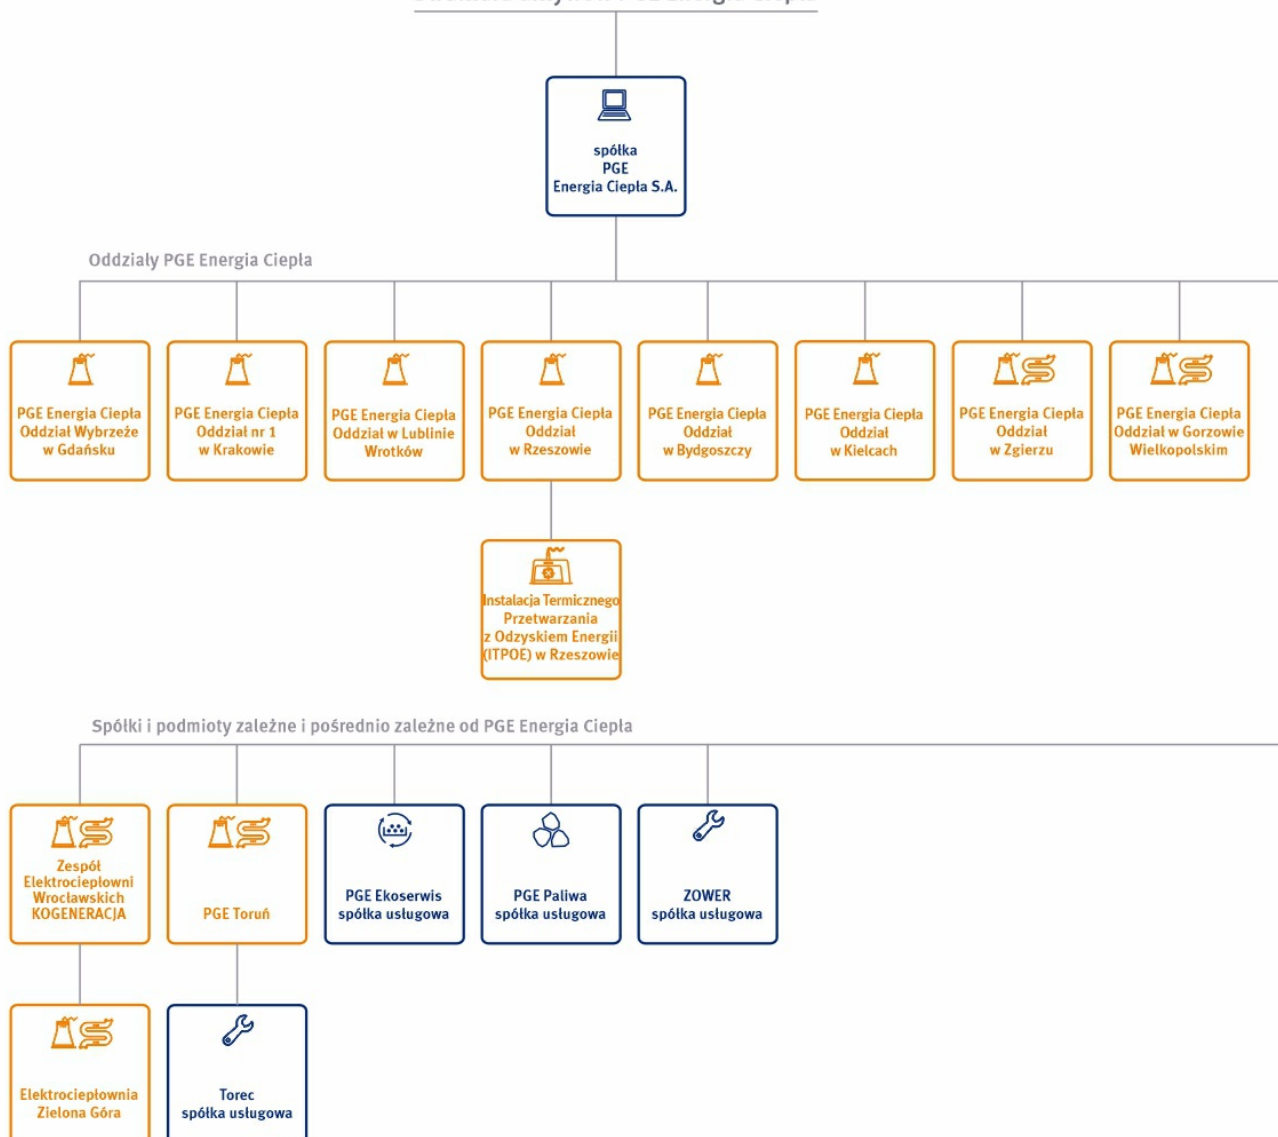 spółka
PGE
Energia Ciepła S.A.
Oddziały PGE Energia Ciepła
PGE Energia Ciepła
Oddział Wybrzeże
w Gdańsku
PGE Energia Ciepła
Oddział nr 1
w Krakowie
PGE Energia Ciepła
Oddział w Lublinie
Wrotków
PGE Energia Ciepła
Oddział
w Rzeszowie
PGE Energia Ciepła
Oddział
w Bydgoszczy
PGE Energia Ciepła
Oddział
w Kielcach
PGE Energia Ciepła
Oddział
w Zgierzu
PGE Energia Ciepła
Oddział w Gorzowie
Wielkopolskim
Instalacja Termicznego
Przetwarzania
z Odzyskiem Energii
(ITPOE) w Rzeszowie
Spółki i podmioty zależne i pośrednio zależne od PGE Energia Ciepła
Zespół
Elektrociepłowni
Wrocławskich
KOGENERACJA
PGE Toruń
PGE Ekoserwis
spółka usługowa
PGE Paliwa
spółka usługowa
ZOWER
spółka usługowa
Elektrociepłownia
Zielona Góra
Torec
spółka usługowa